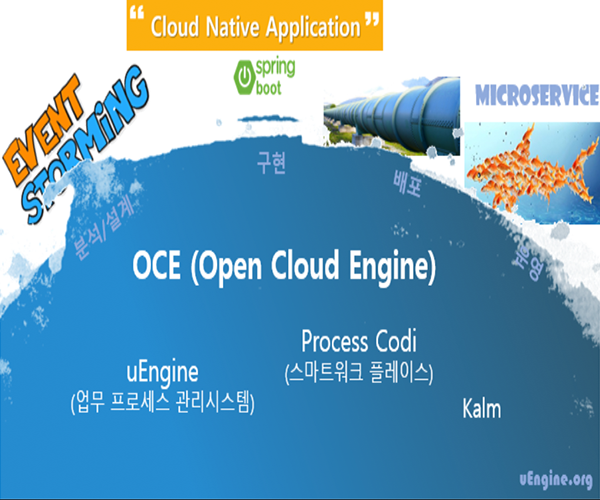 “ Cloud Native Application ”
EVENT
STORMING
spring
boot
MICROSERVICE
분석/설계
구현
배포
운영
OCE (Open Cloud Engine)
Process Codi
(스마트워크 플레이스)
uEngine
(업무 프로세스 관리시스템)
Kalm
uEngine.org